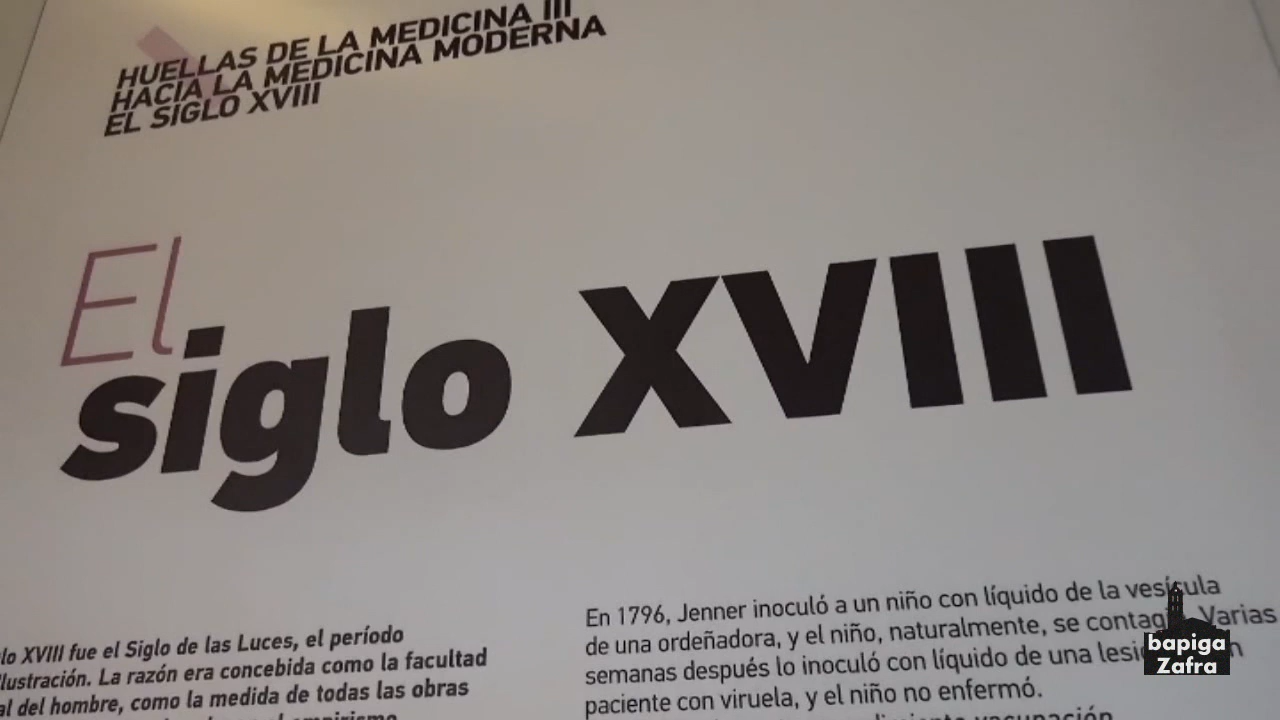 HUELLAS DE LA MEDICINA III
HACIA LA MEDICINA MODERNA
EL SIGLO XVIII
El
siglo XVIII
lo XVIII fue el Siglo de las Luces, el período
lustración. La razón era concebida como la facultad
al del hombre, como la medida de todas las obras
empirismo
En 1796, Jenner inoculó a un niño con líquido de la vesícula
de una ordeñadora, y el niño, naturalmente, se contag Varias
semanas después lo inoculó con líquido de una lesi n
paciente con viruela, y el niño no enfermó.
vacunación
bapiga
Zafra